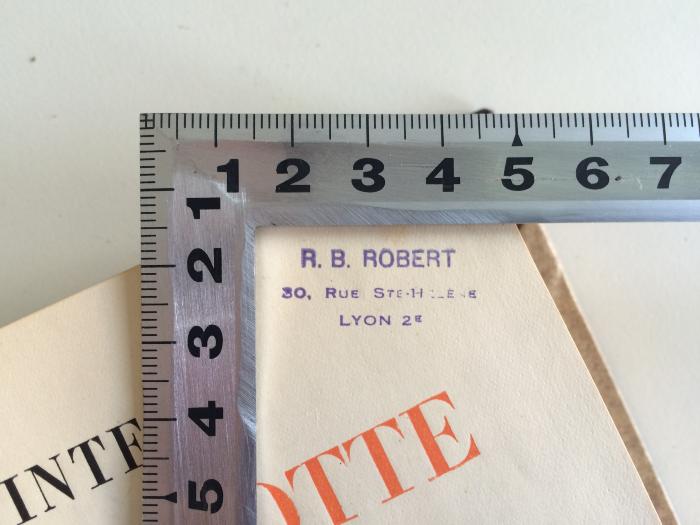 1 2 3 4 5 6 7
1
2
3
4
5
R. B. ROBERT
30, RUE STE-HÉLÈNE
LYON 2E
INTE
OTTE